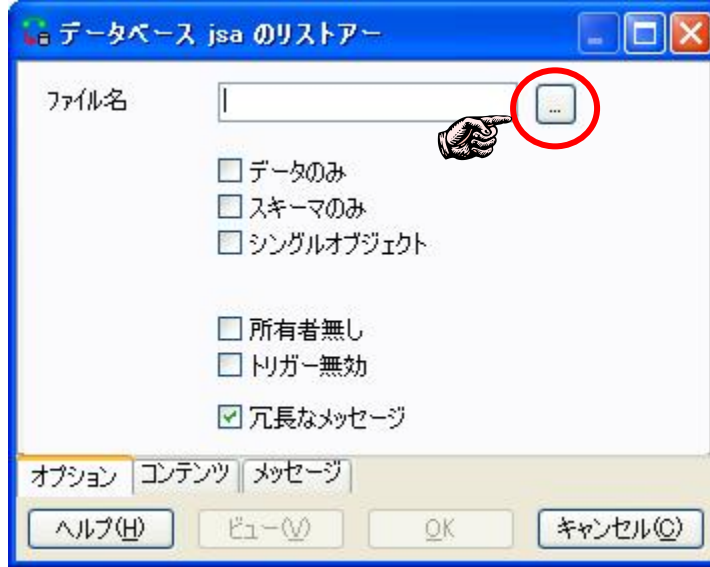 データベース jsa のリストアー
ファイル名
...
データのみ
スキーマのみ
シングルオブジェクト
所有者無し
トリガー無効
冗長なメッセージ
オプション コンテンツ メッセージ
ヘルプ(H) ビュー(V) OK キャンセル(C)